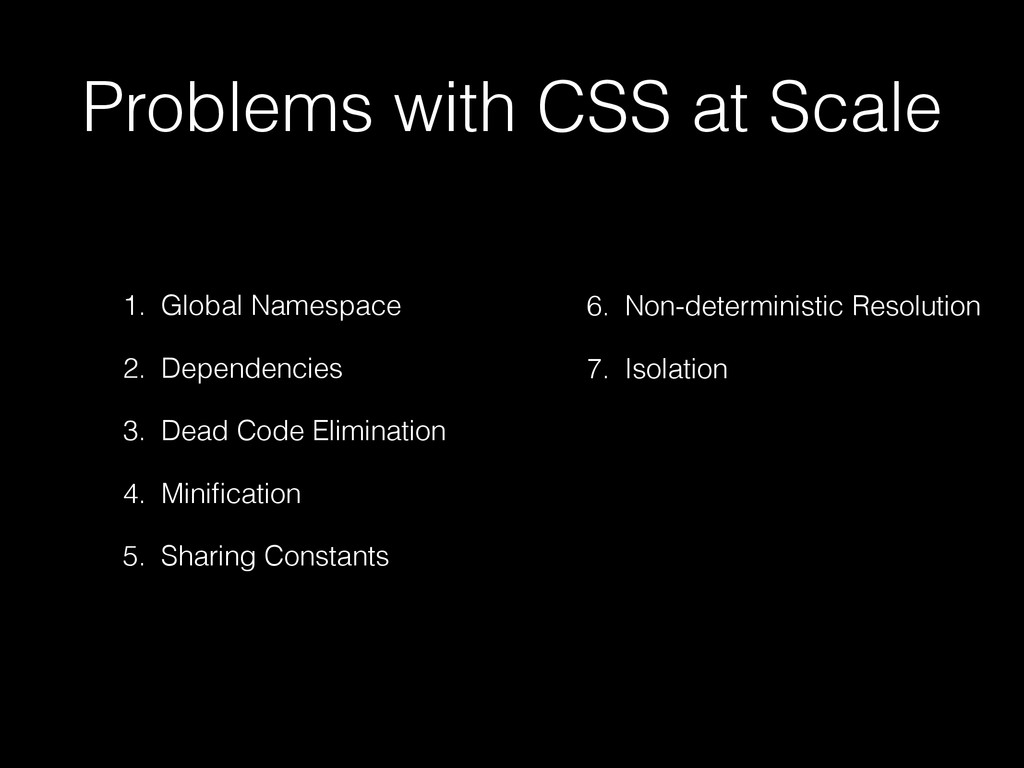 Problems with CSS at Scale
1. Global Namespace
2. Dependencies
3. Dead Code Elimination
4. Minification
5. Sharing Constants
6. Non-deterministic Resolution
7. Isolation